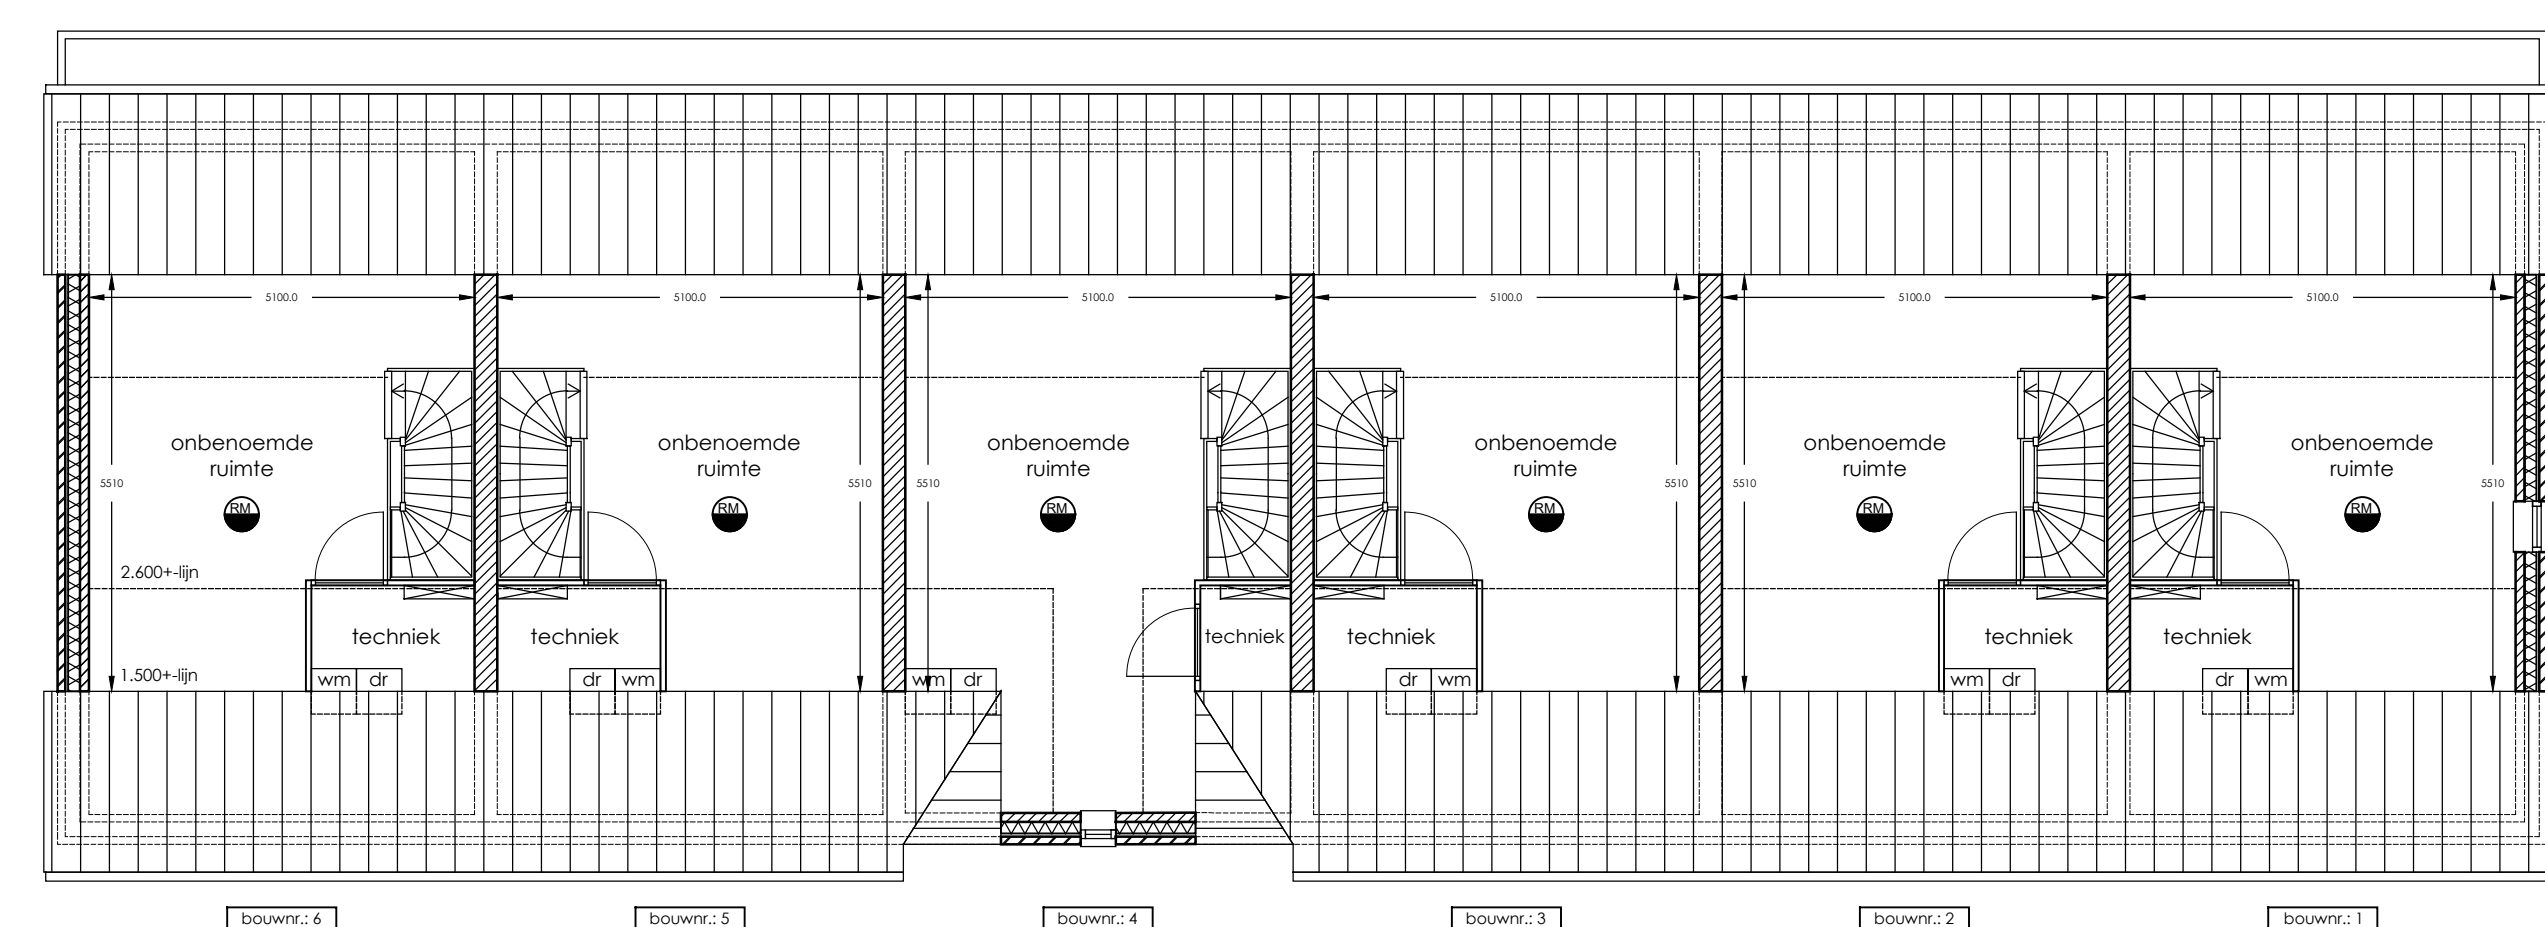 5100.0
5100.0
5100.0
5100.0
5100.0
5100.0
onbenoemde
ruimte
onbenoemde
ruimte
onbenoemde
ruimte
onbenoemde
ruimte
onbenoemde
ruimte
onbenoemde
ruimte
5510
5510
5510
5510
5510
5510
RM
RM
RM
RM
RM
RM
2.600+-lijn
techniek
techniek
techniek
techniek
techniek
techniek
1.500+-lijn
wm dr
dr wm
wm dr
dr wm
wm dr
dr wm
bouwnr.: 6
bouwnr.: 5
bouwnr.: 4
bouwnr.: 3
bouwnr.: 2
bouwnr.: 1